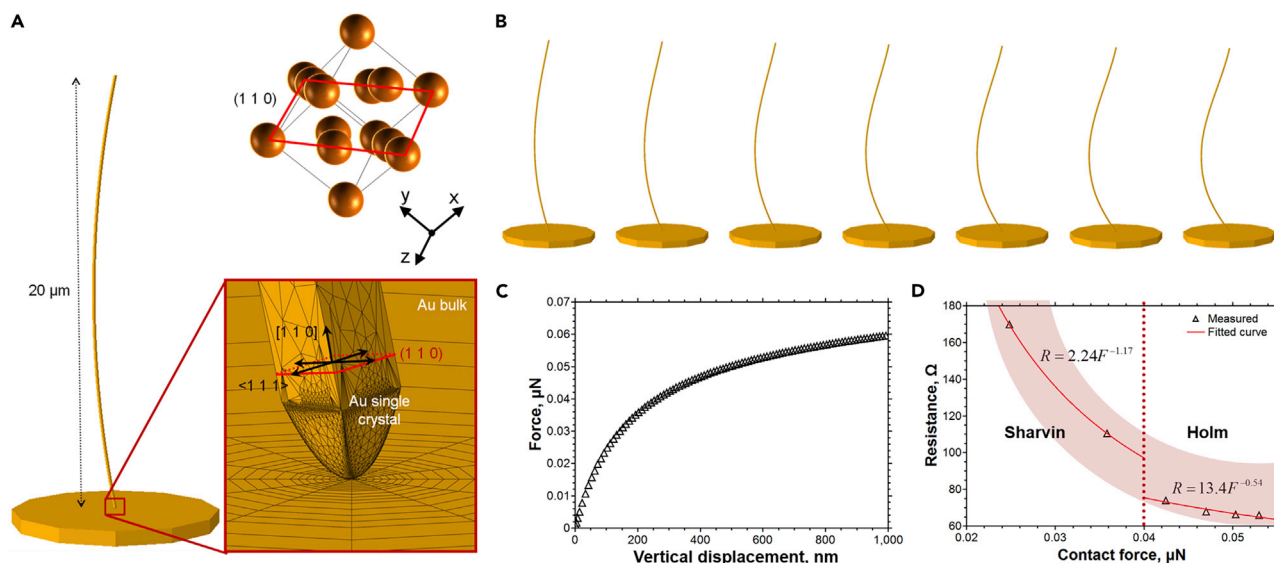 A
(1 1 0)
y
x
z
20 µm
Au bulk
[1 1 0]
(1 1 0)
<1 1 1>
Au single
crystal
B
C
0.07
0.06
0.05
0.04
0.03
0.02
0.01
0
Force, µN
0
200
400
600
800
1,000
Vertical displacement, nm
D
180
160
140
120
100
80
60
Resistance, Ω
Measured
Fitted curve
R = 2.24F^−1.17
Sharvin
Holm
R = 13.4F^−0.54
0.02
0.03
0.04
0.05
Contact force, µN